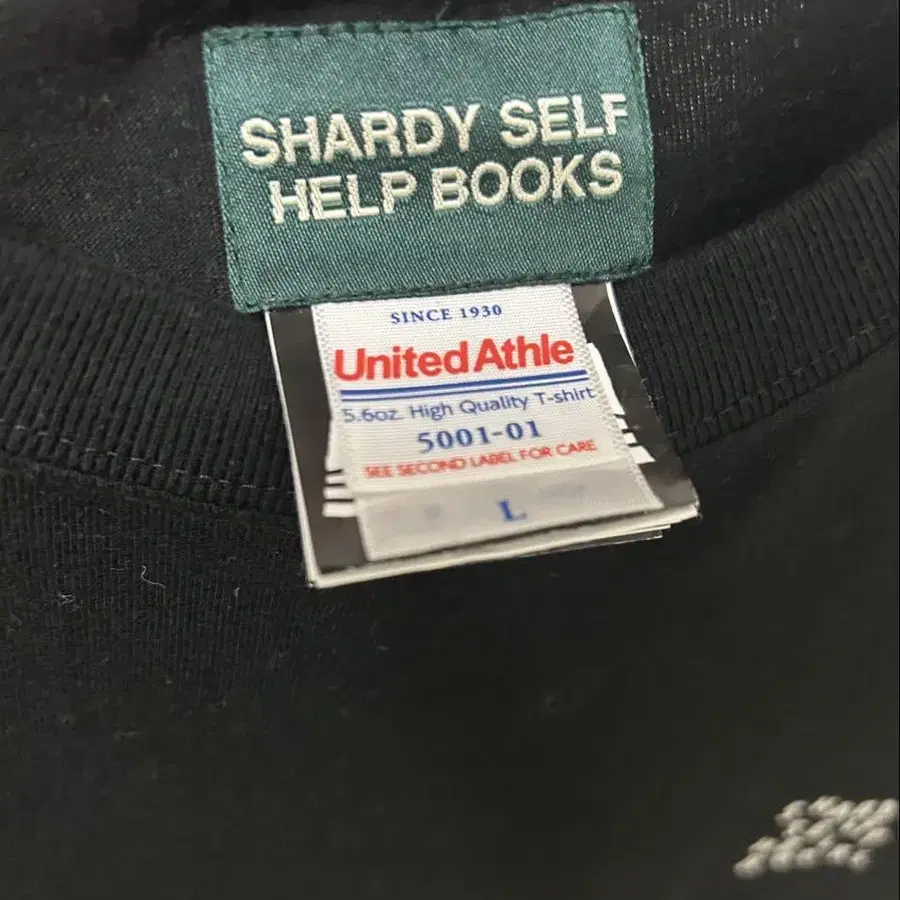 SHARDY SELF
HELP BOOKS
SINCE 1930
United Athle
5.6oz. High Quality T-shirt
5001-01
SEE SECOND LABEL FOR CARE
L